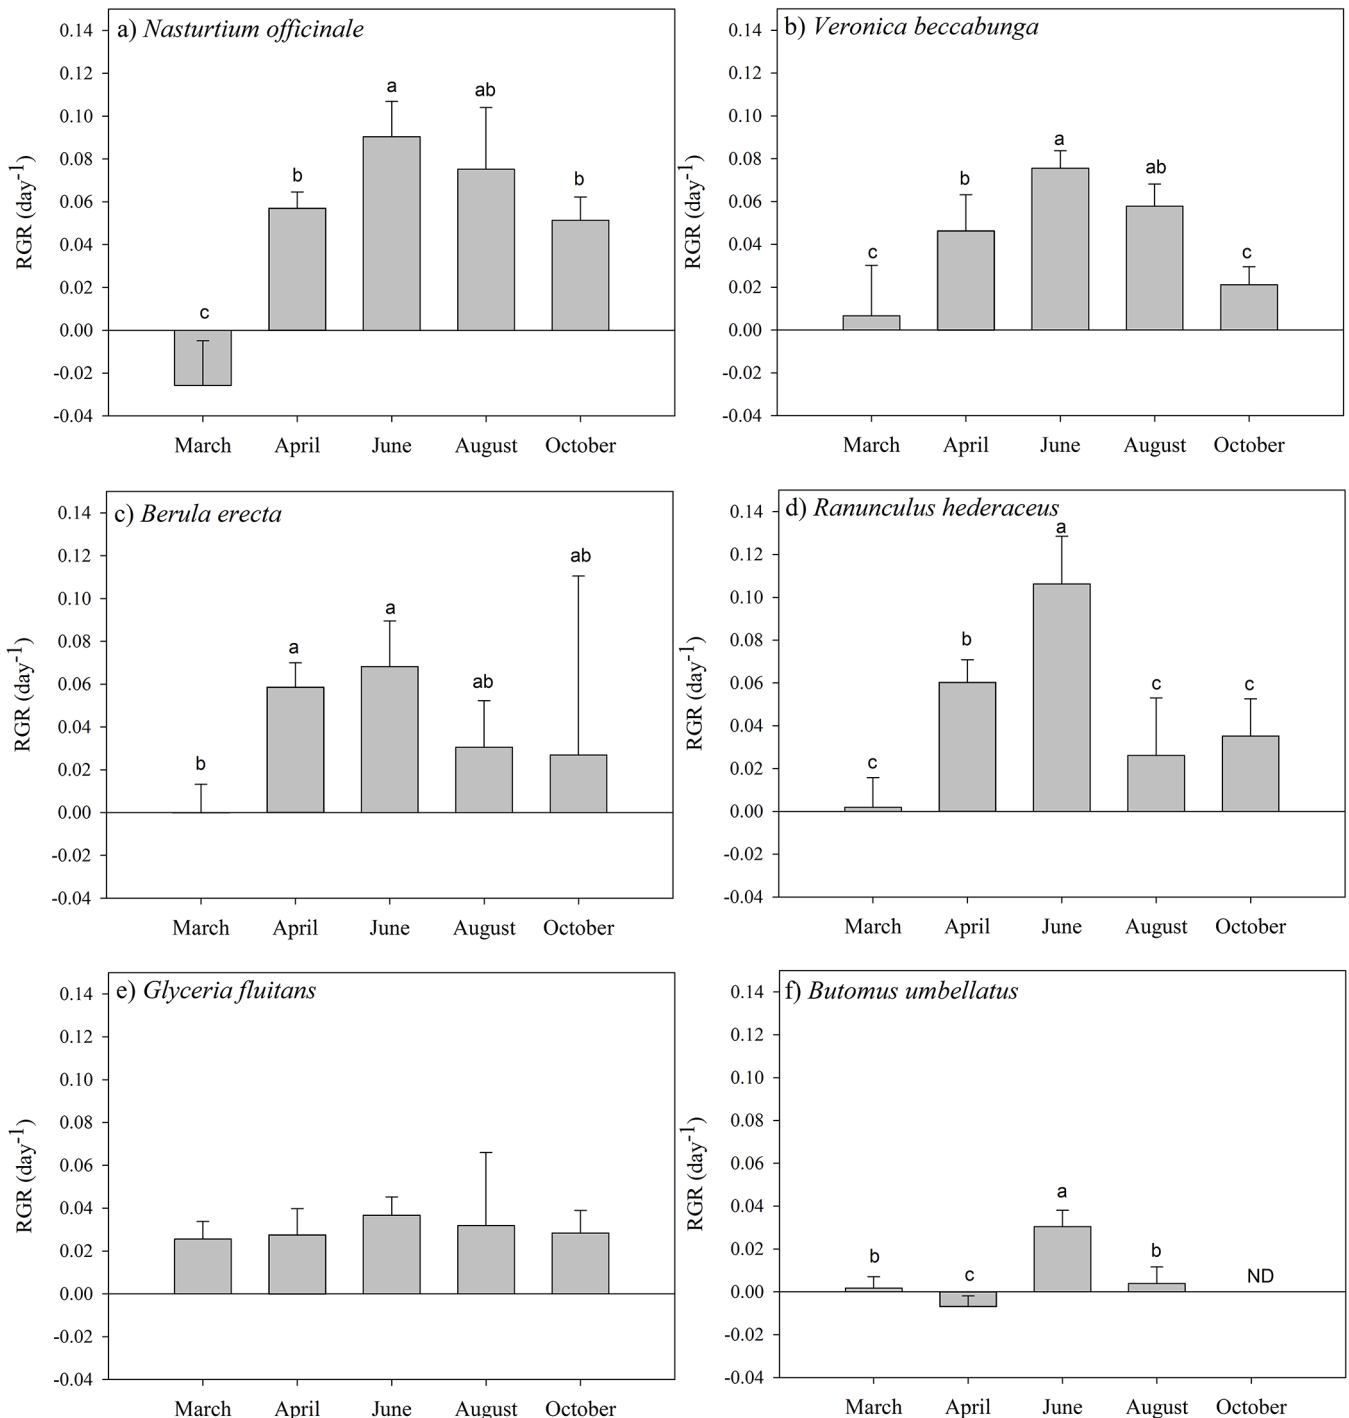 a) Nasturtium officinale
0.14
0.12
0.10
0.08
0.06
0.04
0.02
0.00
-0.02
-0.04
RGR (day-1)
c
b
a
ab
b
March April June August October
b) Veronica beccabunga
0.14
0.12
0.10
0.08
0.06
0.04
0.02
0.00
-0.02
-0.04
RGR (day-1)
c
b
a
ab
c
March April June August October
c) Berula erecta
0.14
0.12
0.10
0.08
0.06
0.04
0.02
0.00
-0.02
-0.04
RGR (day-1)
b
a
a
ab
ab
March April June August October
d) Ranunculus hederaceus
0.14
0.12
0.10
0.08
0.06
0.04
0.02
0.00
-0.02
-0.04
RGR (day-1)
c
b
a
c
c
March April June August October
e) Glyceria fluitans
0.14
0.12
0.10
0.08
0.06
0.04
0.02
0.00
-0.02
-0.04
RGR (day-1)
March April June August October
f) Butomus umbellatus
0.14
0.12
0.10
0.08
0.06
0.04
0.02
0.00
-0.02
-0.04
RGR (day-1)
b
c
a
b
ND
March April June August October